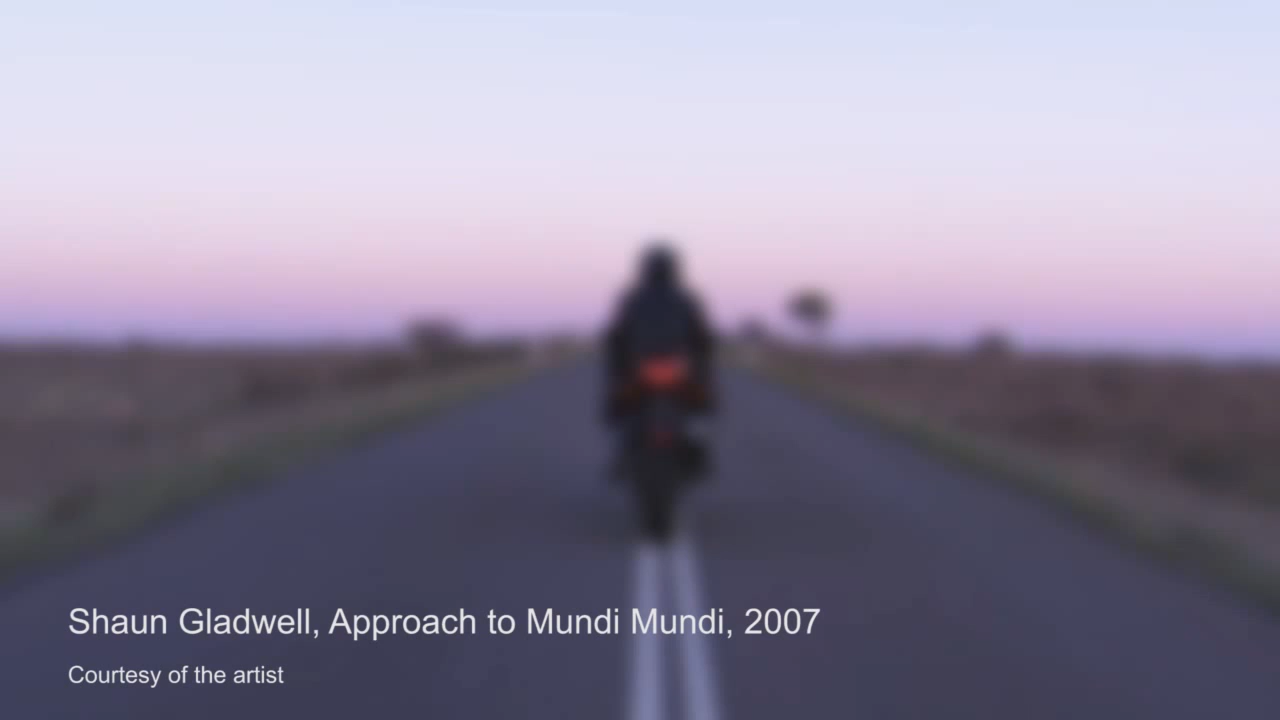 Shaun Gladwell, Approach to Mundi Mundi, 2007
Courtesy of the artist